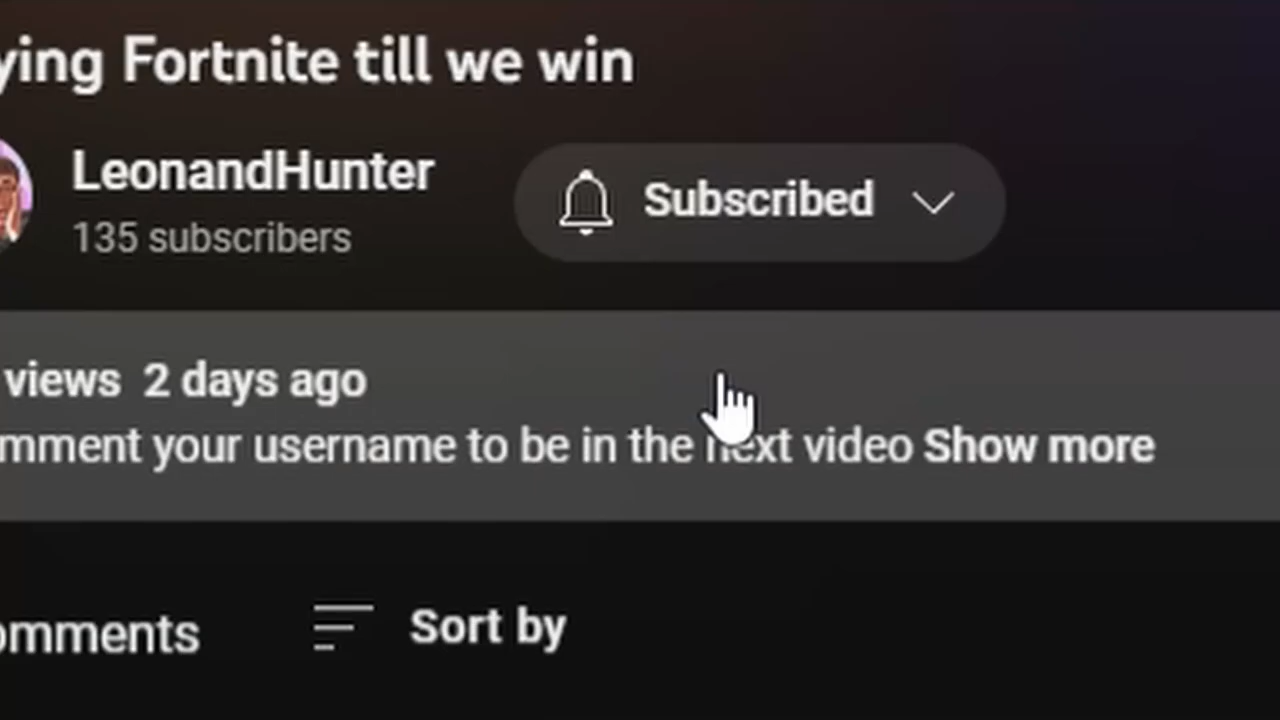 ying Fortnite till we win
LeonandHunter
135 subscribers
Subscribed
views 2 days ago
mment your username to be in the next video Show more
omments
Sort by